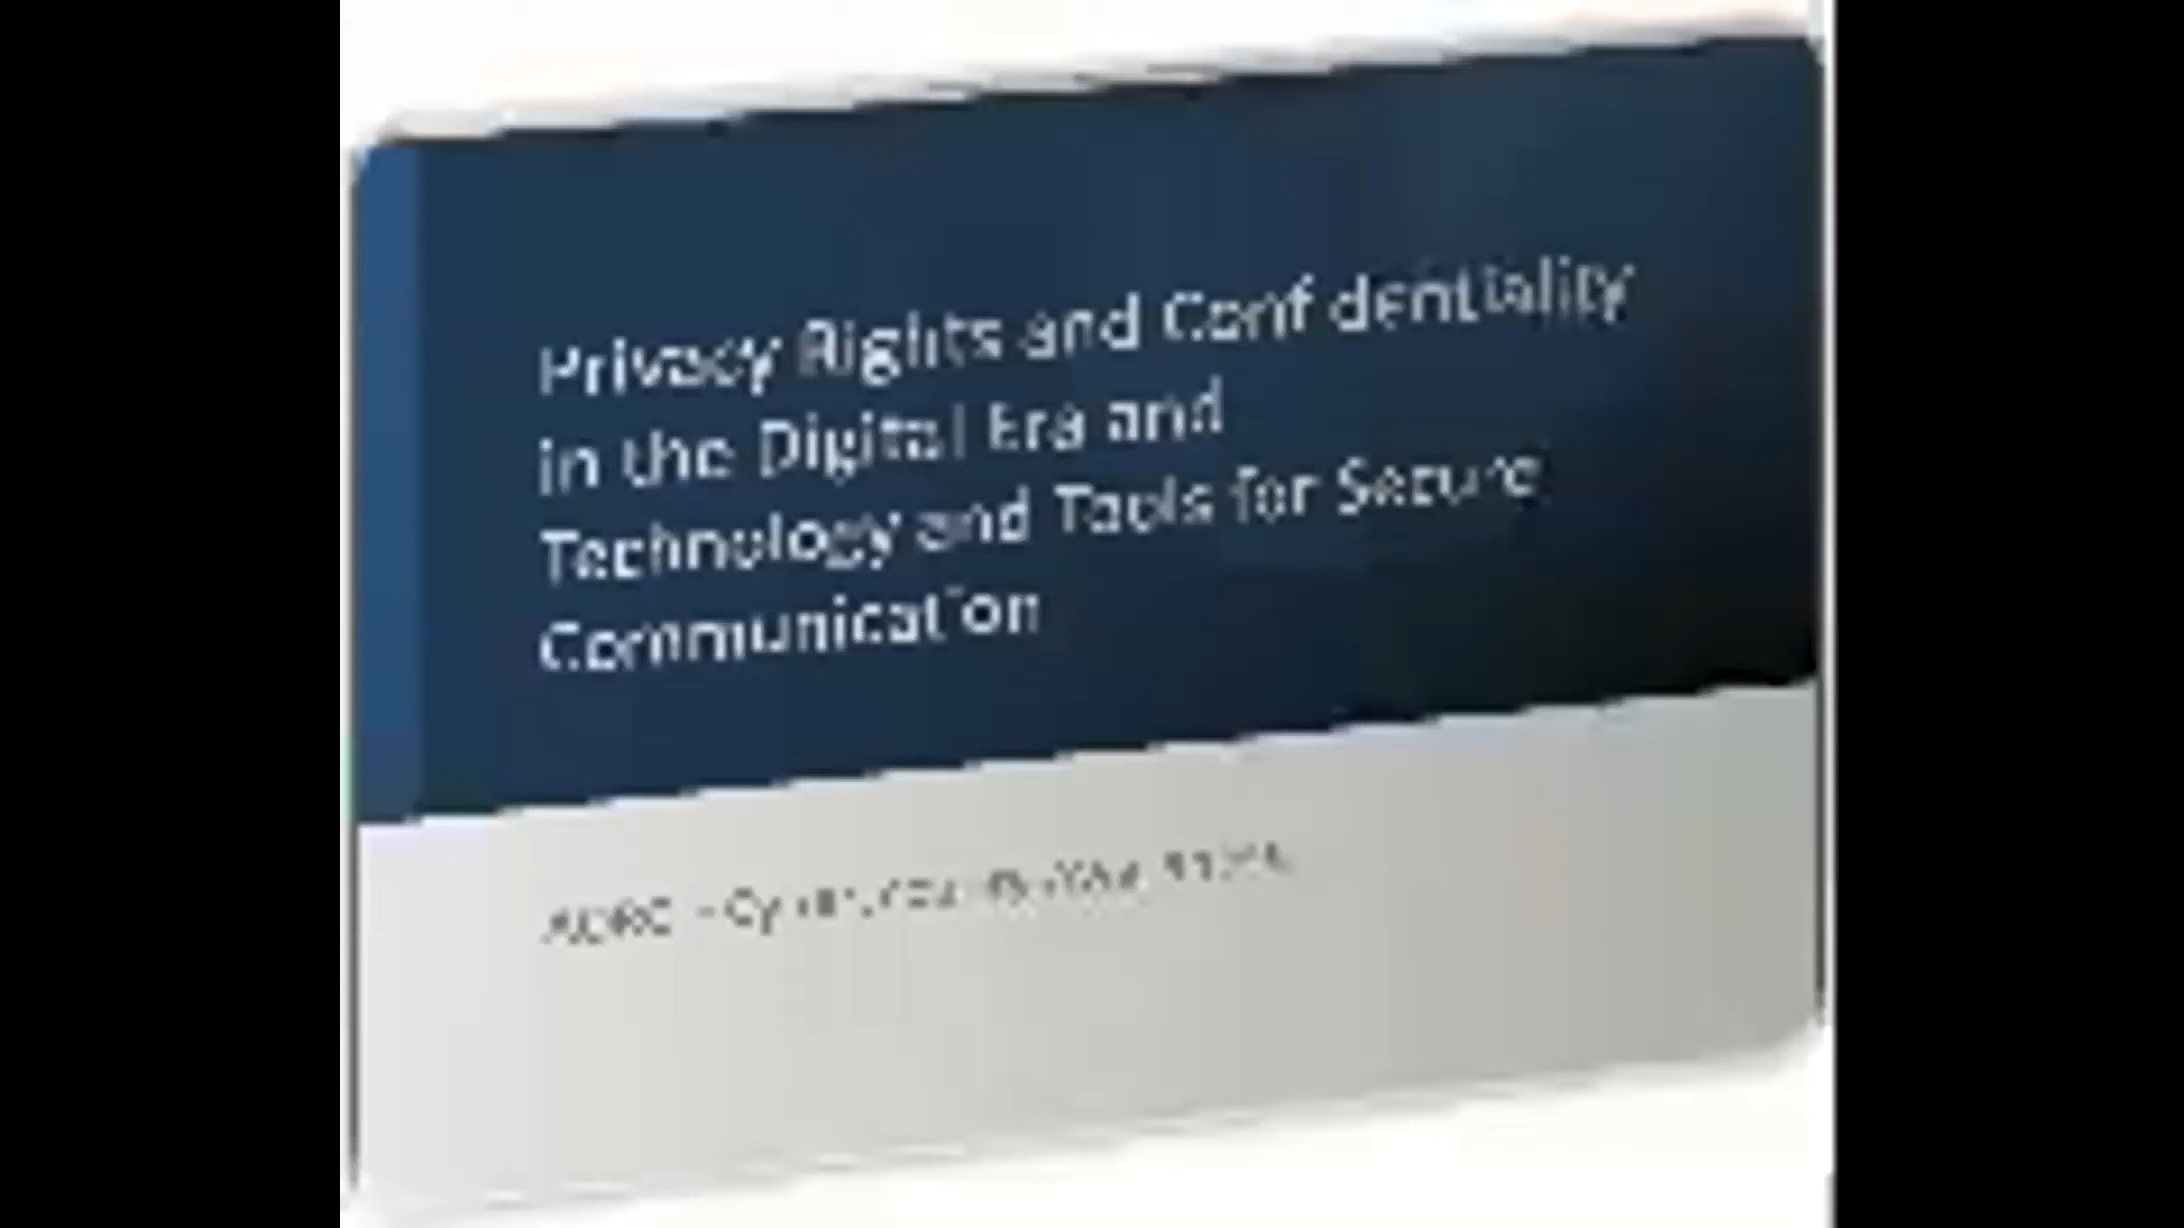 Privacy Rights and Confidentiality
in the Digital Era and
Technology and Tools for Secure
Communication